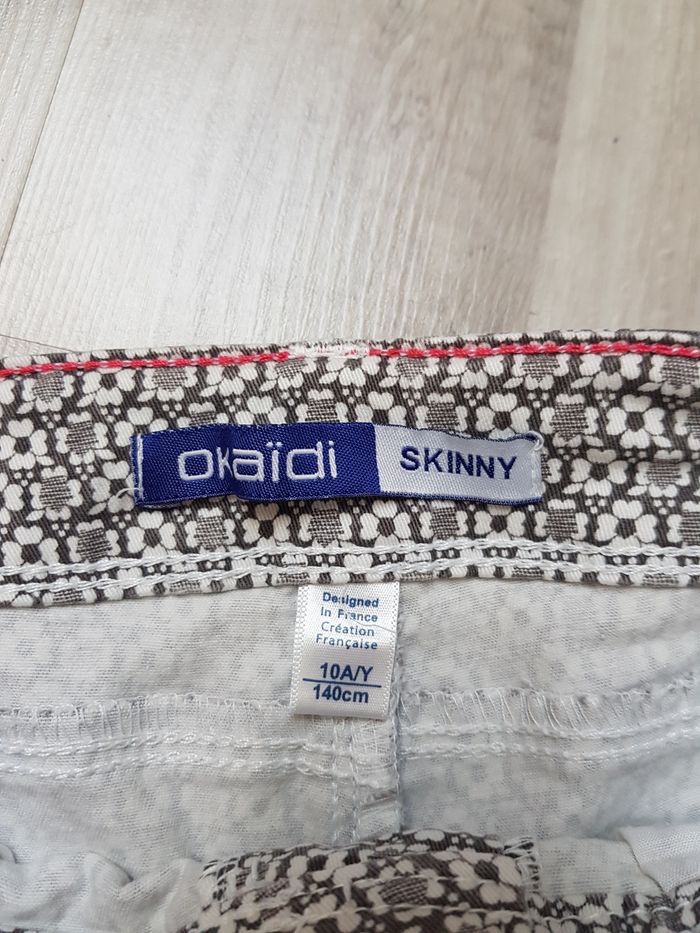 okaïdi SKINNY
Designed
In France
Création
Française
10A/Y
140cm